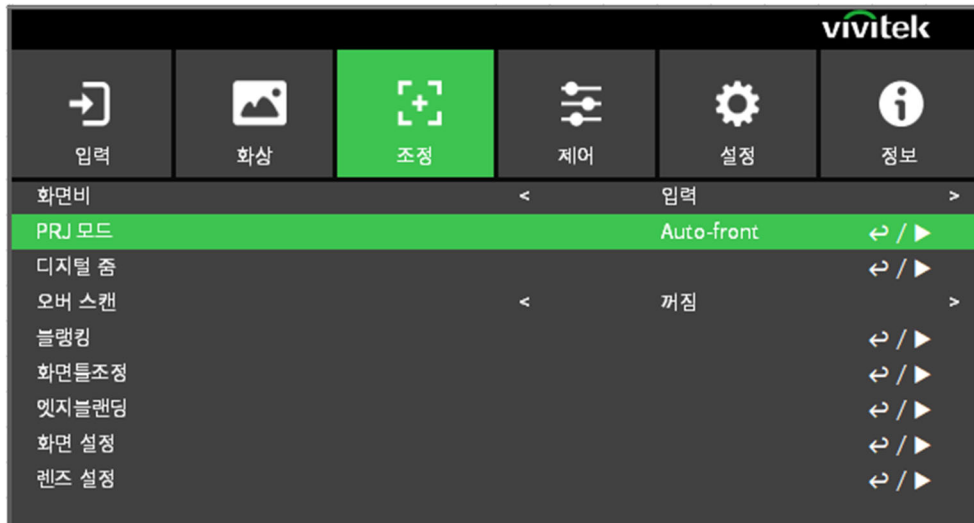 vivitek
입력 화상 조정 제어 설정 정보
화면비 < 입력 >
PRJ 모드 Auto-front /
디지털 줌 /
오버 스캔 < 꺼짐 >
블랭킹 /
화면틀조정 /
엣지블랜딩 /
화면 설정 /
렌즈 설정 /